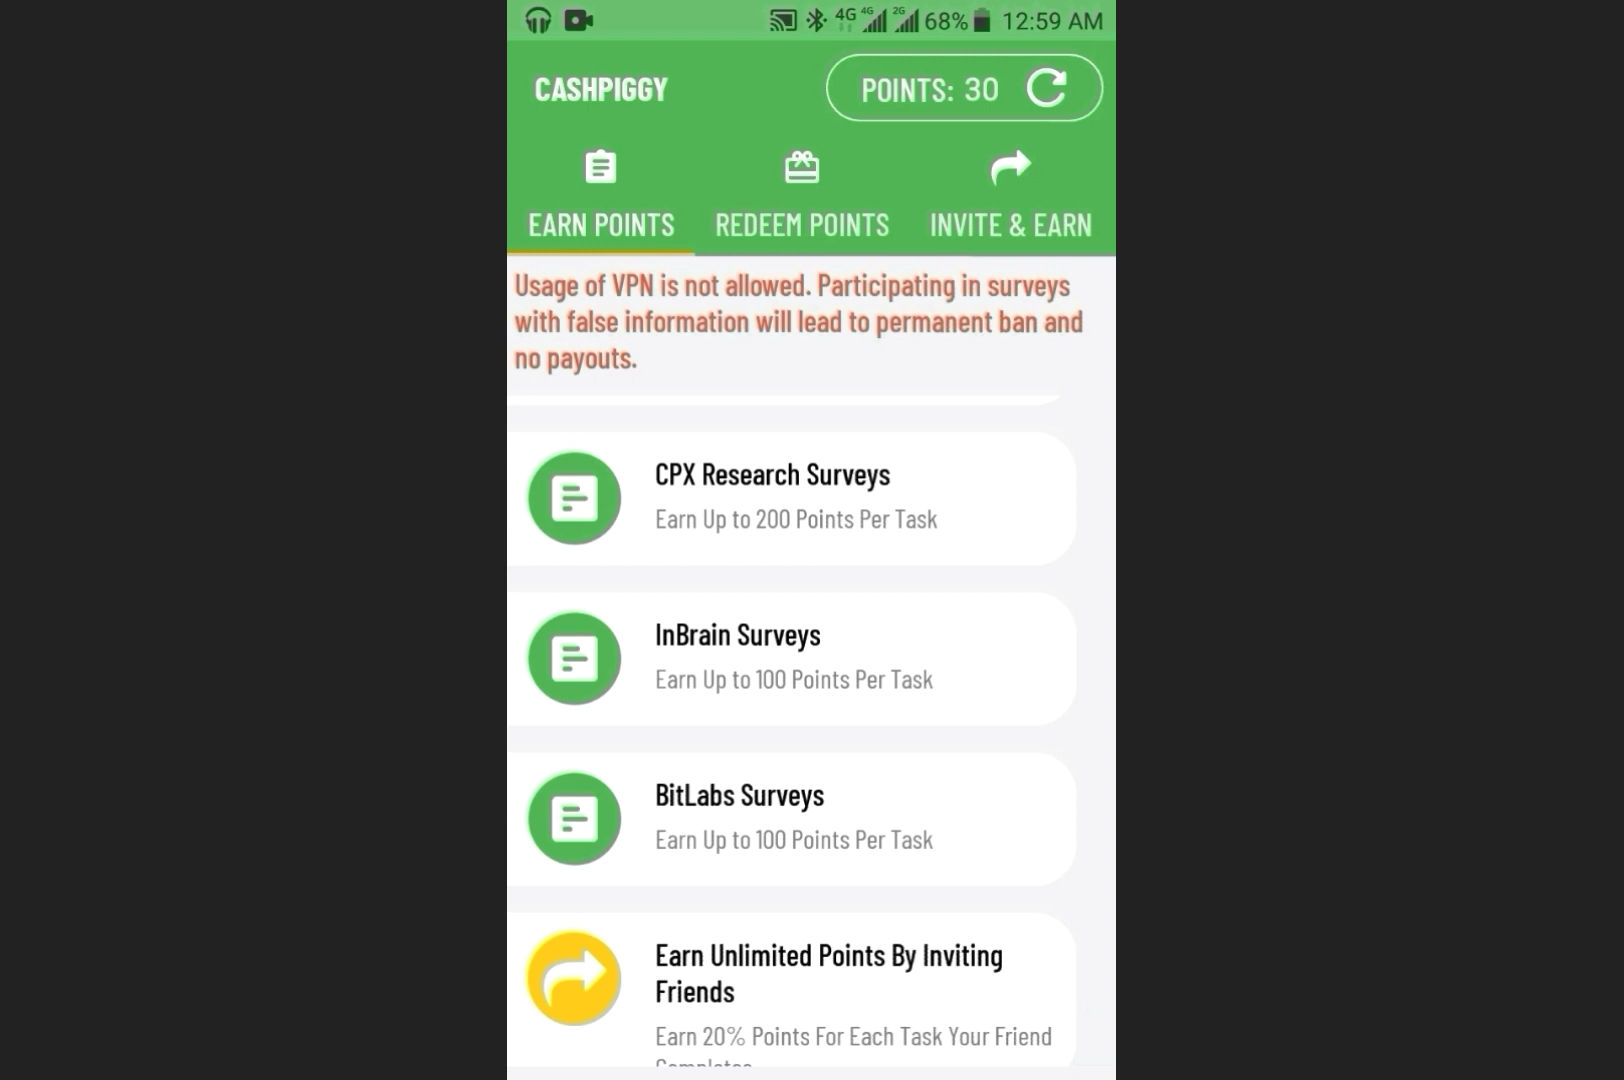 4G 4G 2G 68% 12:59 AM
CASHPIGGY
POINTS: 30
EARN POINTS
REDEEM POINTS
INVITE & EARN
Usage of VPN is not allowed. Participating in surveys
with false information will lead to permanent ban and
no payouts.
CPX Research Surveys
Earn Up to 200 Points Per Task
InBrain Surveys
Earn Up to 100 Points Per Task
BitLabs Surveys
Earn Up to 100 Points Per Task
Earn Unlimited Points By Inviting
Friends
Earn 20% Points For Each Task Your Friend